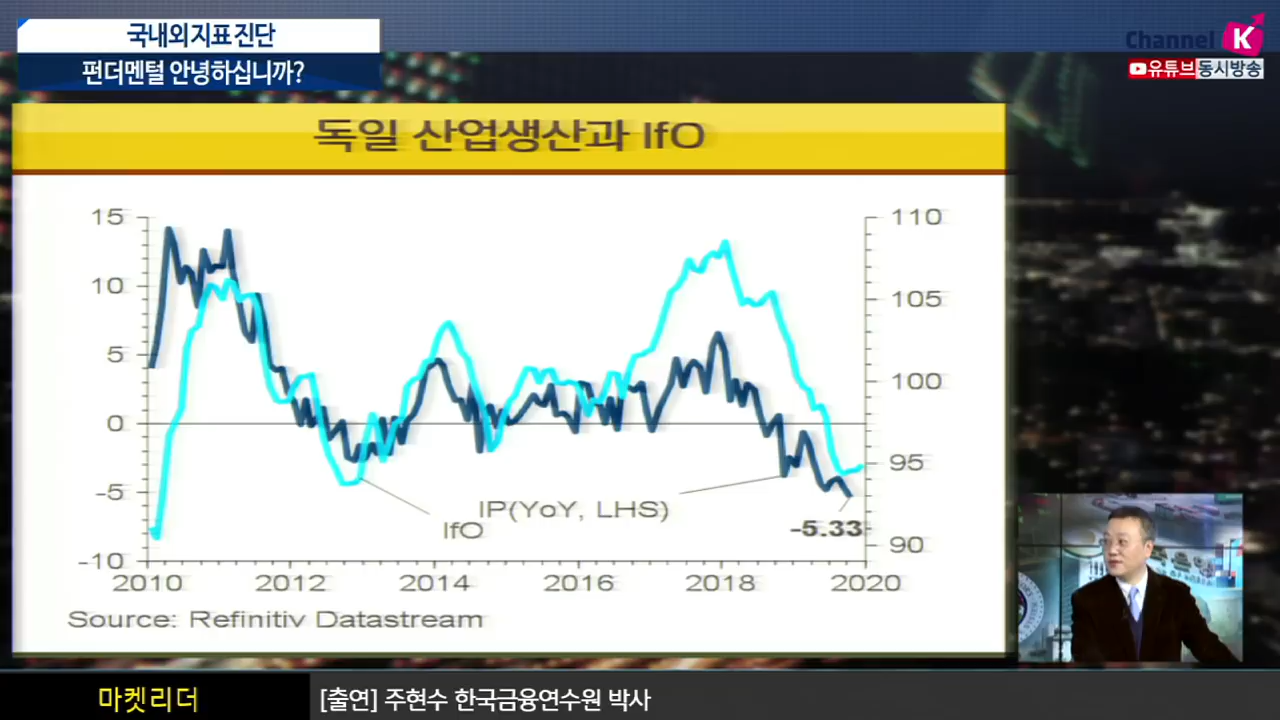 국내외지표진단
펀더멘털 안녕하십니까?
Channel K
유튜브 동시방송
독일 산업생산과 IfO
15
10
5
0
-5
-10
110
105
100
95
90
IP(YoY, LHS)
IfO
-5.33
2010 2012 2014 2016 2018 2020
Source: Refinitiv Datastream
마켓리더
[출연] 주현수 한국금융연수원 박사